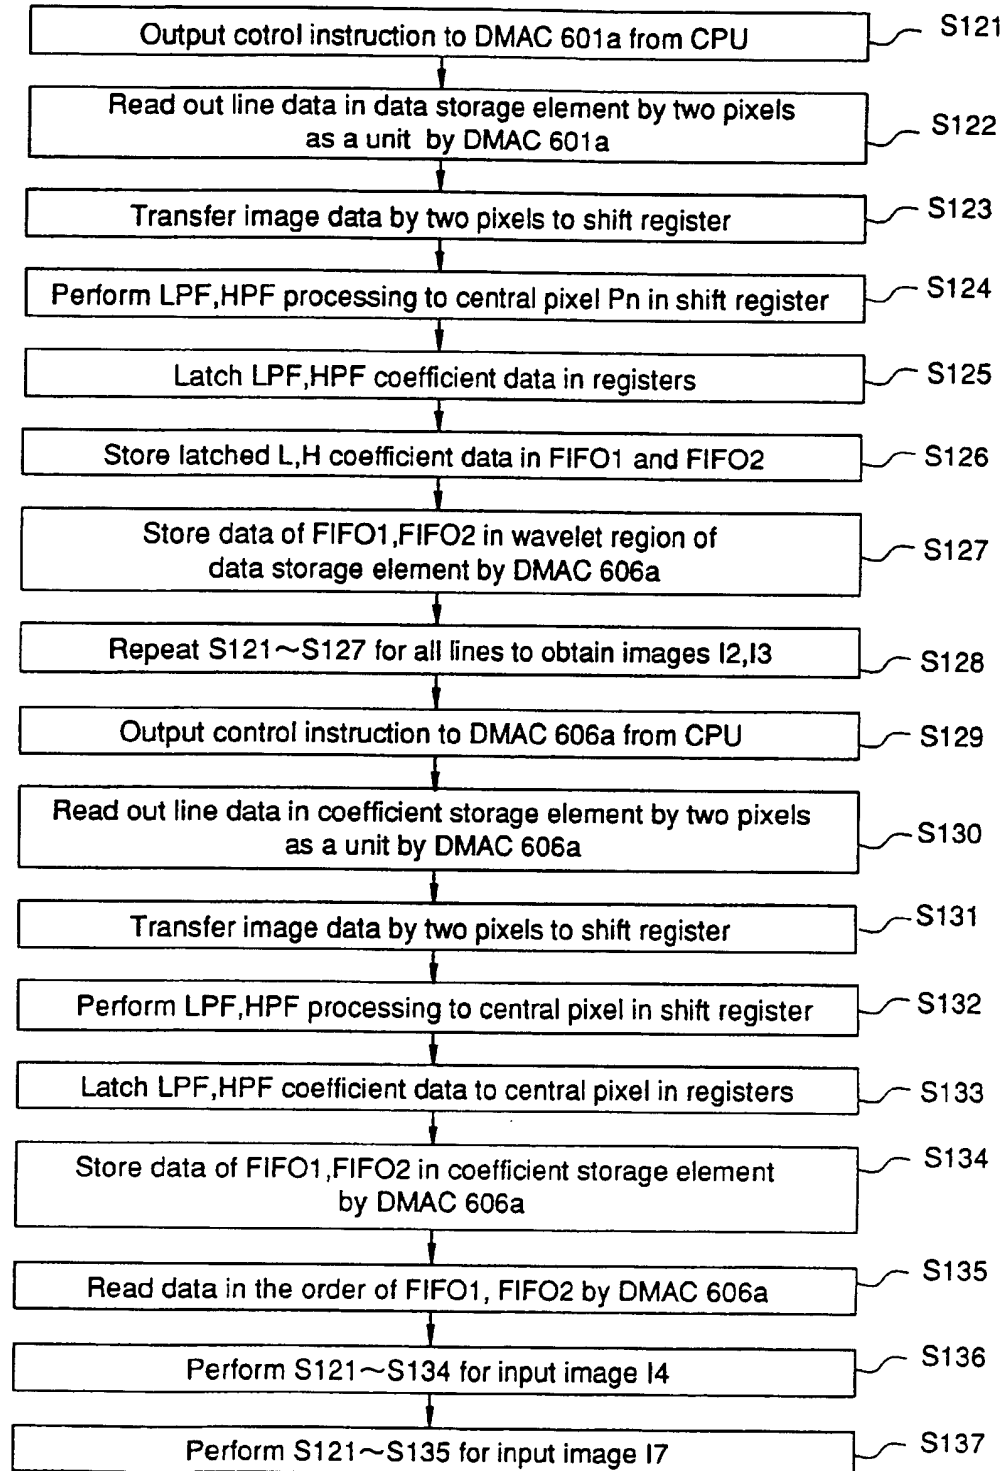 Output cotrol instruction to DMAC 601a from CPU
S121
Read out line data in data storage element by two pixels
as a unit by DMAC 601a
S122
Transfer image data by two pixels to shift register
S123
Perform LPF,HPF processing to central pixel Pn in shift register
S124
Latch LPF,HPF coefficient data in registers
S125
Store latched L,H coefficient data in FIFO1 and FIFO2
S126
Store data of FIFO1,FIFO2 in wavelet region of
data storage element by DMAC 606a
S127
Repeat S121~S127 for all lines to obtain images I2,I3
S128
Output control instruction to DMAC 606a from CPU
S129
Read out line data in coefficient storage element by two pixels
as a unit by DMAC 606a
S130
Transfer image data by two pixels to shift register
S131
Perform LPF,HPF processing to central pixel in shift register
S132
Latch LPF,HPF coefficient data to central pixel in registers
S133
Store data of FIFO1,FIFO2 in coefficient storage element
by DMAC 606a
S134
Read data in the order of FIFO1, FIFO2 by DMAC 606a
S135
Perform S121~S134 for input image I4
S136
Perform S121~S135 for input image I7
S137